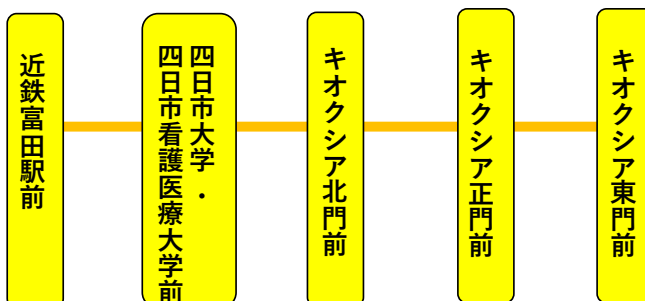 近鉄富田駅前
四日市大学・
四日市看護医療大学前
キオクシア北門前
キオクシア正門前
キオクシア東門前